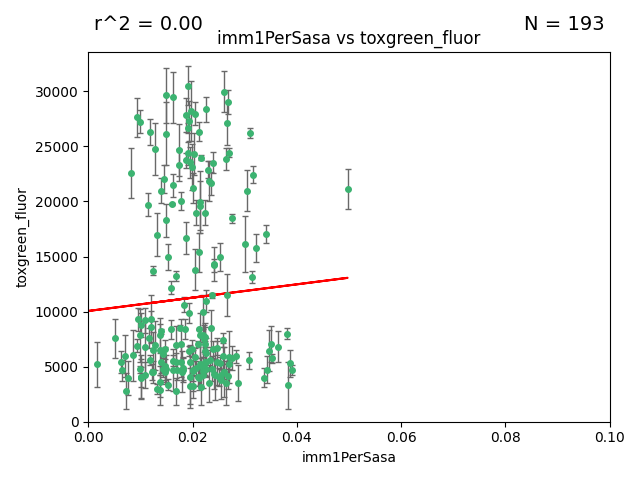 r^2 = 0.00
N = 193
imm1PerSasa vs toxgreen_fluor
toxgreen_fluor
30000
25000
20000
15000
10000
5000
0
0.00 0.02 0.04 0.06 0.08 0.10
imm1PerSasa